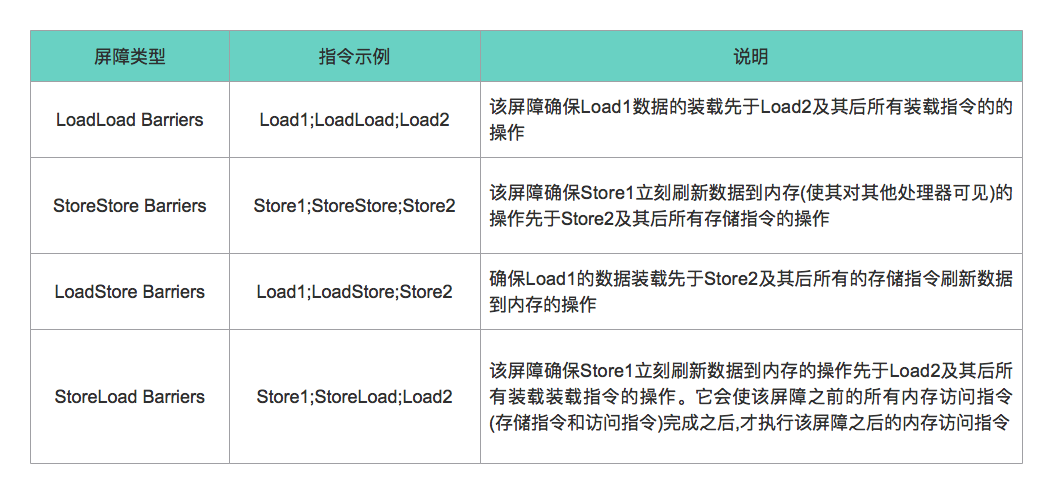 屏障类型
指令示例
说明
LoadLoad Barriers
Load1;LoadLoad;Load2
该屏障确保Load1数据的装载先于Load2及其后所有装载指令的的
操作
StoreStore Barriers
Store1;StoreStore;Store2
该屏障确保Store1立刻刷新数据到内存(使其对其他处理器可见)的
操作先于Store2及其后所有存储指令的操作
LoadStore Barriers
Load1;LoadStore;Store2
确保Load1的数据装载先于Store2及其后所有的存储指令刷新数据
到内存的操作
StoreLoad Barriers
Store1;StoreLoad;Load2
该屏障确保Store1立刻刷新数据到内存的操作先于Load2及其后所
有装载装载指令的操作。它会使该屏障之前的所有内存访问指令
(存储指令和访问指令)完成之后,才执行该屏障之后的内存访问指令